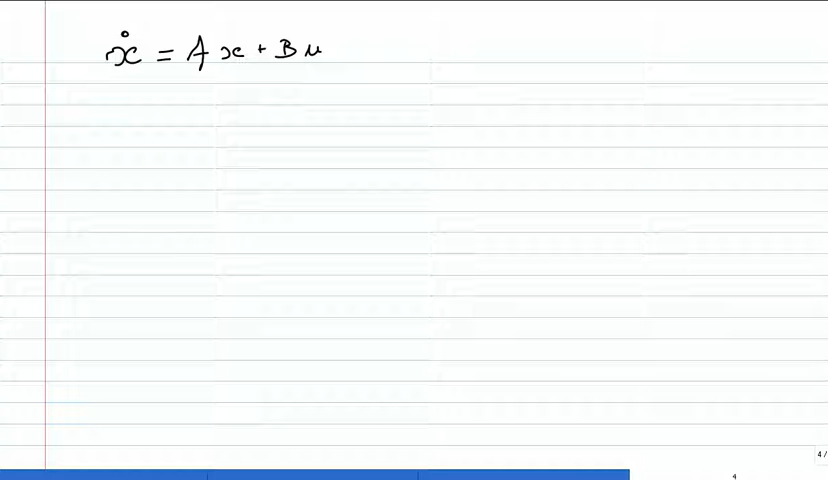 ẋ = Ax + Bu
4/
4